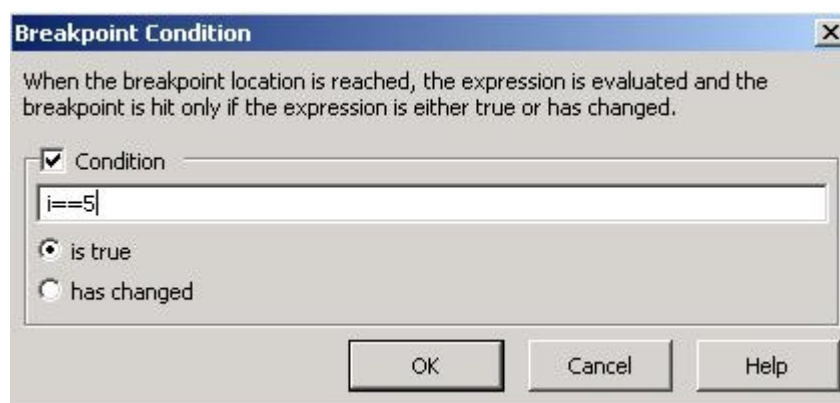 Breakpoint Condition
When the breakpoint location is reached, the expression is evaluated and the
breakpoint is hit only if the expression is either true or has changed.
Condition
i==5
is true
has changed
OK Cancel Help